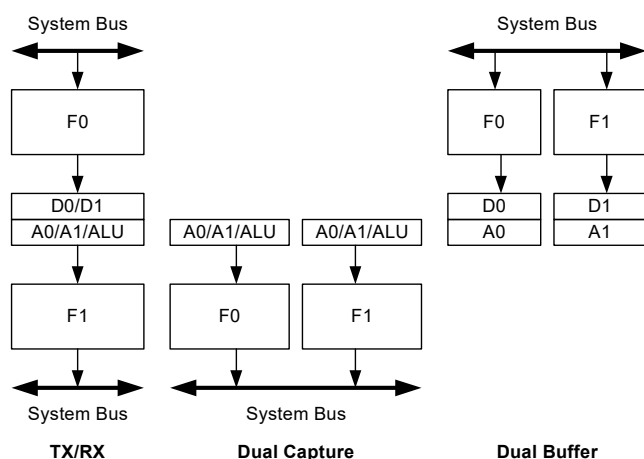 System Bus
F0
D0/D1
A0/A1/ALU
F1
System Bus
TX/RX
A0/A1/ALU
A0/A1/ALU
F0
F1
System Bus
Dual Capture
System Bus
F0
F1
D0
D1
A0
A1
Dual Buffer